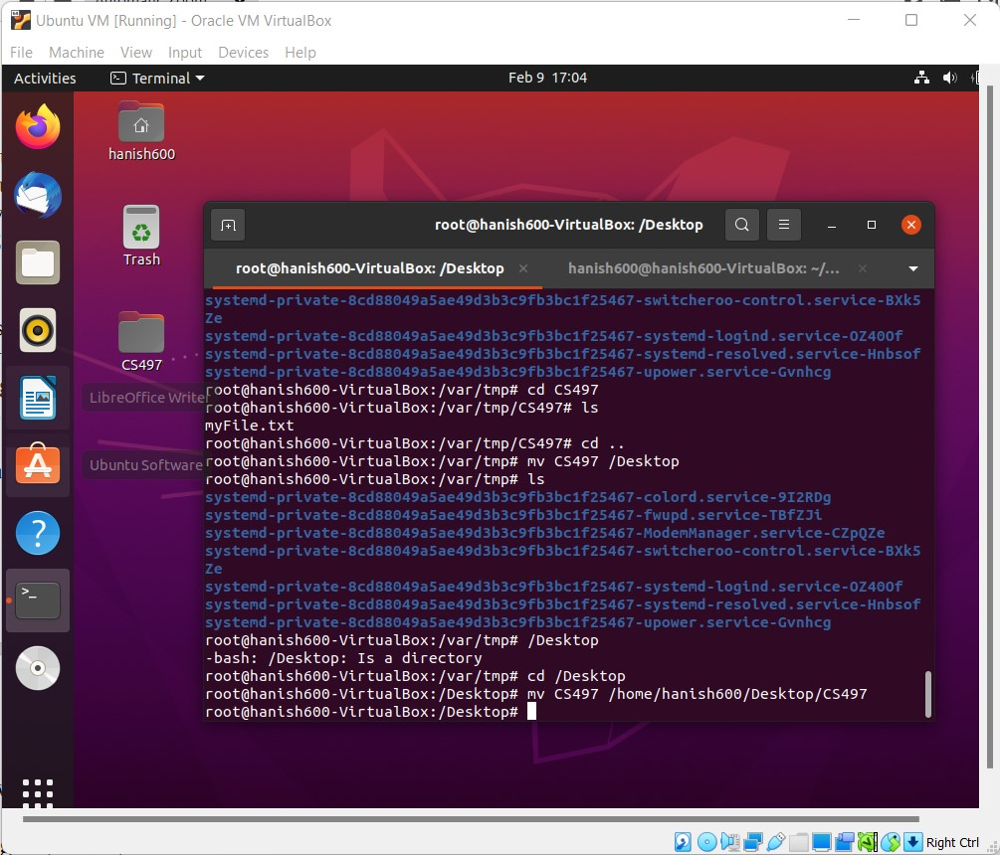 Ubuntu VM [Running] - Oracle VM VirtualBox
File Machine View Input Devices Help
Activities Terminal Feb 9 17:04
hanish600
Trash
CS497
LibreOffice Writer
Ubuntu Software
root@hanish600-VirtualBox: /Desktop
root@hanish600-VirtualBox: /Desktop hanish600@hanish600-VirtualBox: ~/...
systemd-private-8cd88049a5ae49d3b3c9fb3bc1f25467-switcheroo-control.service-BXk5
Ze
systemd-private-8cd88049a5ae49d3b3c9fb3bc1f25467-systemd-logind.service-OZ40Of
systemd-private-8cd88049a5ae49d3b3c9fb3bc1f25467-systemd-resolved.service-Hnbsof
systemd-private-8cd88049a5ae49d3b3c9fb3bc1f25467-upower.service-Gvnhcg
root@hanish600-VirtualBox:/var/tmp# cd CS497
root@hanish600-VirtualBox:/var/tmp/CS497# ls
myFile.txt
root@hanish600-VirtualBox:/var/tmp/CS497# cd ..
root@hanish600-VirtualBox:/var/tmp# mv CS497 /Desktop
root@hanish600-VirtualBox:/var/tmp# ls
systemd-private-8cd88049a5ae49d3b3c9fb3bc1f25467-colord.service-9I2RDg
systemd-private-8cd88049a5ae49d3b3c9fb3bc1f25467-fwupd.service-TBfZJi
systemd-private-8cd88049a5ae49d3b3c9fb3bc1f25467-ModemManager.service-CZpQZe
systemd-private-8cd88049a5ae49d3b3c9fb3bc1f25467-switcheroo-control.service-BXk5
Ze
systemd-private-8cd88049a5ae49d3b3c9fb3bc1f25467-systemd-logind.service-OZ40Of
systemd-private-8cd88049a5ae49d3b3c9fb3bc1f25467-systemd-resolved.service-Hnbsof
systemd-private-8cd88049a5ae49d3b3c9fb3bc1f25467-upower.service-Gvnhcg
root@hanish600-VirtualBox:/var/tmp# /Desktop
-bash: /Desktop: Is a directory
root@hanish600-VirtualBox:/var/tmp# cd /Desktop
root@hanish600-VirtualBox:/Desktop# mv CS497 /home/hanish600/Desktop/CS497
root@hanish600-VirtualBox:/Desktop#
Right Ctrl